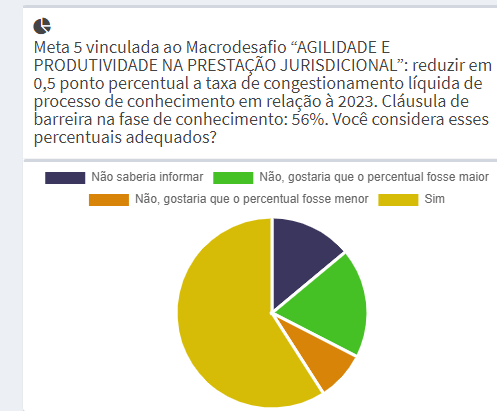 Meta 5 vinculada ao Macrodesafio “AGILIDADE E
PRODUTIVIDADE NA PRESTAÇÃO JURISDICIONAL”: reduzir em
0,5 ponto percentual a taxa de congestionamento líquida de
processo de conhecimento em relação à 2023. Cláusula de
barreira na fase de conhecimento: 56%. Você considera esses
percentuais adequados?
Não saberia informar Não, gostaria que o percentual fosse maior
Não, gostaria que o percentual fosse menor Sim